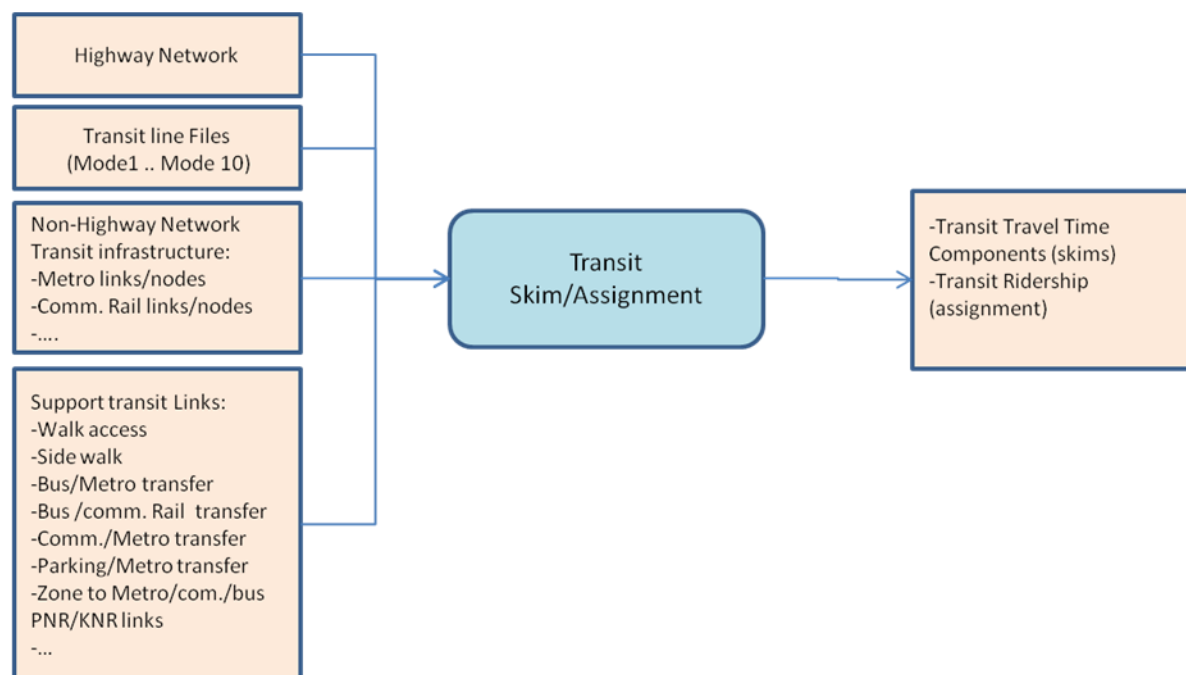 Highway Network
Transit line Files
(Mode1 .. Mode 10)
Non-Highway Network
Transit infrastructure:
-Metro links/nodes
-Comm. Rail links/nodes
-....
Support transit Links:
-Walk access
-Side walk
-Bus/Metro transfer
-Bus /comm. Rail  transfer
-Comm./Metro transfer
-Parking/Metro transfer
-Zone to Metro/com./bus
PNR/KNR links
-...
Transit
Skim/Assignment
-Transit Travel Time
Components (skims)
-Transit Ridership
(assignment)